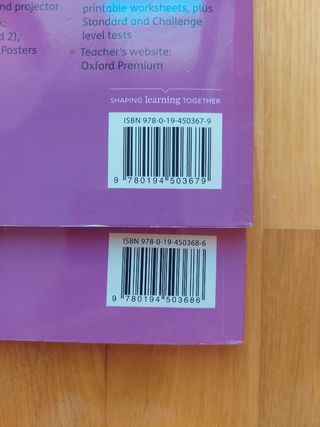 nd projector
k;
d 2),
Posters
printable worksheets, plus
Standard and Challenge
level tests
• Teacher's website:
Oxford Premium
SHAPING learning TOGETHER
ISBN 978-0-19-450367-9
9 780194 503679
ISBN 978-0-19-450368-6
9 780194 503686